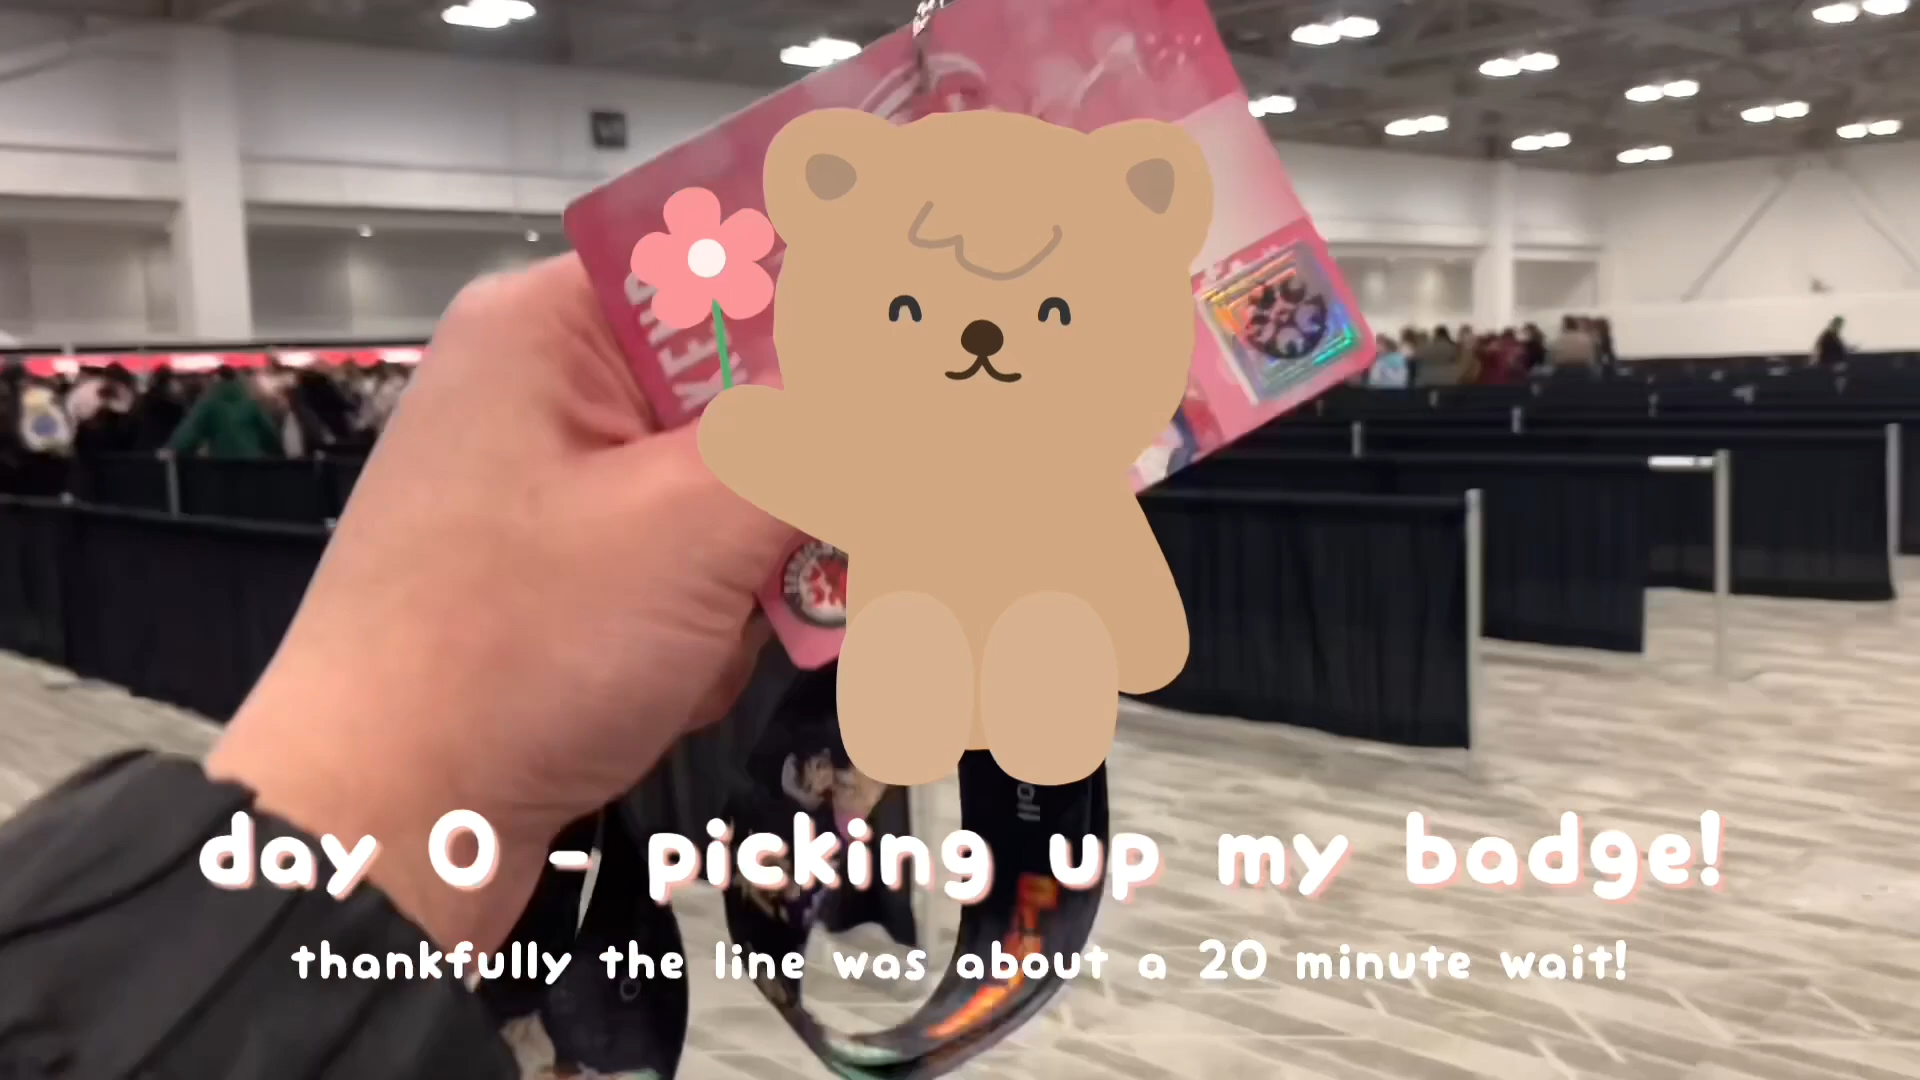 day 0 - picking up my badge!
thankfully the line was about a 20 minute wait!